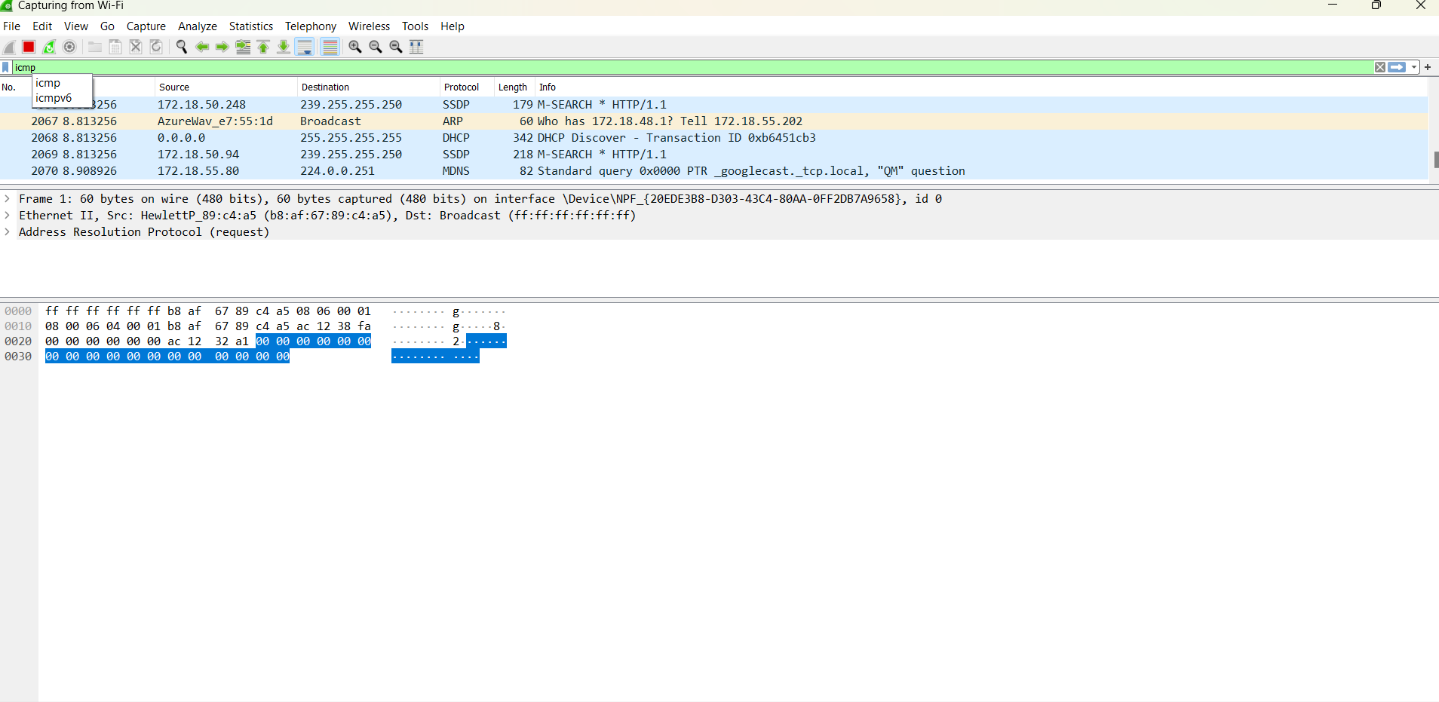 Capturing from Wi-Fi
File Edit View Go Capture Analyze Statistics Telephony Wireless Tools Help
icmp
icmp
icmpv6
No. Source Destination Protocol Length Info
172.18.50.248 239.255.255.250 SSDP 179 M-SEARCH * HTTP/1.1
2067 8.813256 AzureWav_e7:55:1d Broadcast ARP 60 Who has 172.18.48.1? Tell 172.18.55.202
2068 8.813256 0.0.0.0 255.255.255.255 DHCP 342 DHCP Discover - Transaction ID 0xb6451cb3
2069 8.813256 172.18.50.94 239.255.255.250 SSDP 218 M-SEARCH * HTTP/1.1
2070 8.908926 172.18.55.80 224.0.0.251 MDNS 82 Standard query 0x0000 PTR _googlecast._tcp.local, "QM" question
Frame 1: 60 bytes on wire (480 bits), 60 bytes captured (480 bits) on interface \Device\NPF_{20EDE3B8-D303-43C4-80AA-0FF2DB7A9658}, id 0
Ethernet II, Src: HewlettP_89:c4:a5 (b8:af:67:89:c4:a5), Dst: Broadcast (ff:ff:ff:ff:ff:ff)
Address Resolution Protocol (request)
0000 ff ff ff ff ff ff b8 af 67 89 c4 a5 08 06 00 01 ········ g·······
0010 08 00 06 04 00 01 b8 af 67 89 c4 a5 ac 12 38 fa ········ g·····8·
0020 00 00 00 00 00 00 ac 12 32 a1 00 00 00 00 00 00 ········ 2·······
0030 00 00 00 00 00 00 00 00 00 00 00 00 ········ ····